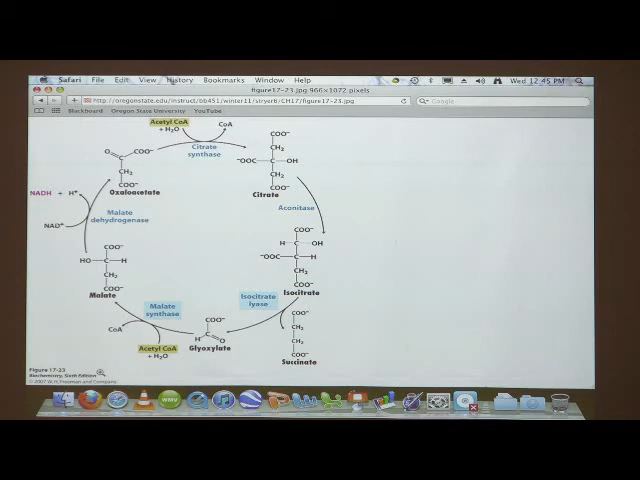 Safari File Edit View History Bookmarks Window Help Wed 12:45 PM
figure17-23.jpg 966×1072 pixels
http://oregonstate.edu/instruct/bb451/winter11/stryer6/CH17/figure17-23.jpg
Google
Blackboard Oregon State University YouTube
Acetyl CoA
+ H₂O
CoA
Citrate
synthase
O
COO⁻
CH₂
COO⁻
Oxaloacetate
COO⁻
CH₂
⁻OOC C OH
CH₂
COO⁻
Citrate
Aconitase
NADH + H⁺
Malate
dehydrogenase
NAD⁺
COO⁻
H C OH
⁻OOC C H
CH₂
COO⁻
Isocitrate
COO⁻
HO C H
CH₂
COO⁻
Malate
Isocitrate
lyase
Malate
synthase
COO⁻
CH₂
CH₂
COO⁻
Succinate
COO⁻
C
H O
Glyoxylate
CoA
Acetyl CoA
+ H₂O
Figure 17-23
Biochemistry, Sixth Edition
© 2007 W.H. Freeman and Company
WMV